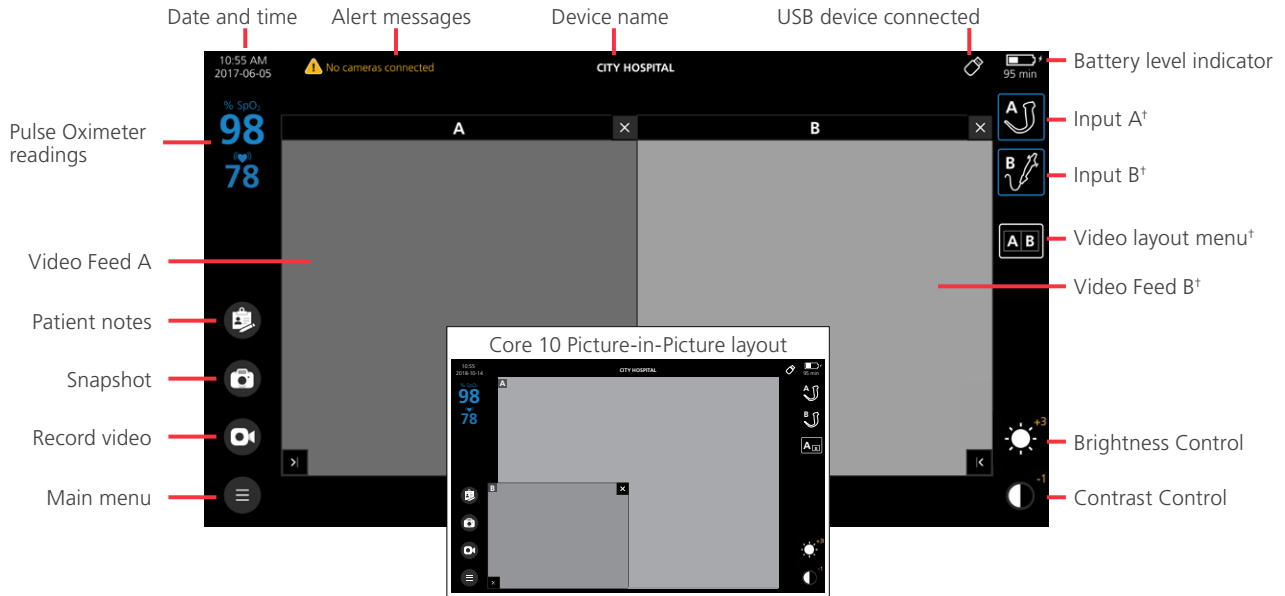 Date and time
Alert messages
Device name
USB device connected
10:55 AM
2017-06-05
No cameras connected
CITY HOSPITAL
95 min
Battery level indicator
% SpO₂
98
78
Pulse Oximeter
readings
A
B
A
Input A†
B
Input B†
A B
Video layout menu†
Video Feed A
Video Feed B†
Patient notes
Snapshot
Record video
Main menu
+3
Brightness Control
-1
Contrast Control
Core 10 Picture-in-Picture layout
10:55
2018-10-14
CITY HOSPITAL
95 min
% SpO₂
98
78
A
A
B
A
B
-1